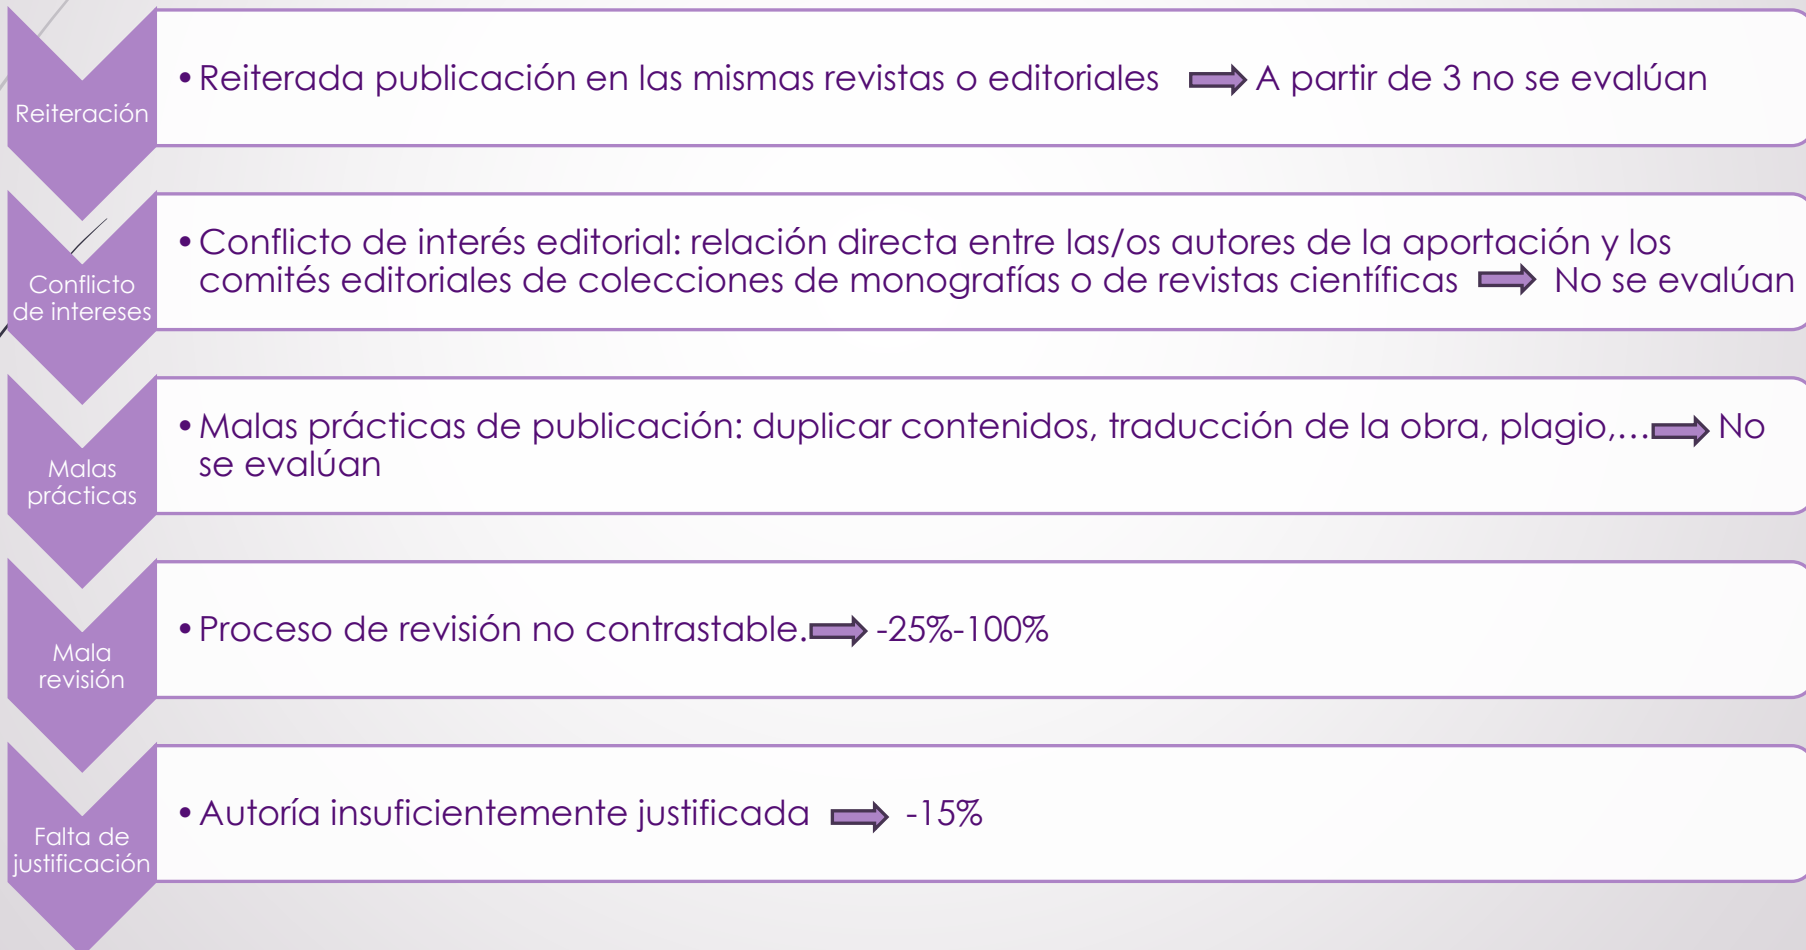 Reiteración
• Reiterada publicación en las mismas revistas o editoriales A partir de 3 no se evalúan
Conflicto
de intereses
• Conflicto de interés editorial: relación directa entre las/os autores de la aportación y los
comités editoriales de colecciones de monografías o de revistas científicas No se evalúan
Malas
prácticas
• Malas prácticas de publicación: duplicar contenidos, traducción de la obra, plagio,… No
se evalúan
Mala
revisión
• Proceso de revisión no contrastable. -25%-100%
Falta de
justificación
• Autoría insuficientemente justificada -15%